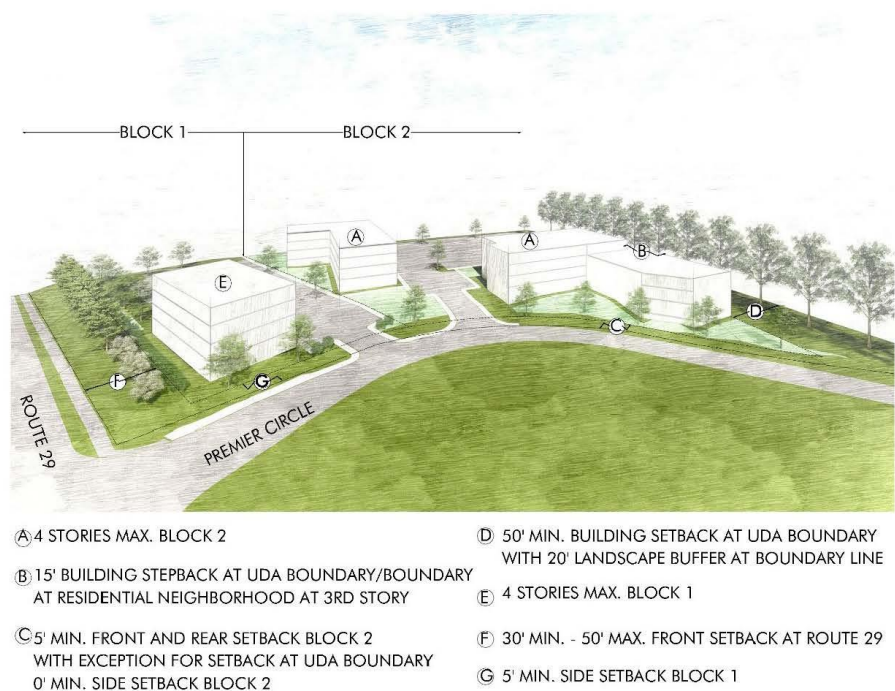 BLOCK 1
BLOCK 2
A
A
B
E
D
C
F
G
ROUTE 29
PREMIER CIRCLE
A 4 STORIES MAX. BLOCK 2
B 15' BUILDING STEPBACK AT UDA BOUNDARY/BOUNDARY
AT RESIDENTIAL NEIGHBORHOOD AT 3RD STORY
C 5' MIN. FRONT AND REAR SETBACK BLOCK 2
WITH EXCEPTION FOR SETBACK AT UDA BOUNDARY
0' MIN. SIDE SETBACK BLOCK 2
D 50' MIN. BUILDING SETBACK AT UDA BOUNDARY
WITH 20' LANDSCAPE BUFFER AT BOUNDARY LINE
E 4 STORIES MAX. BLOCK 1
F 30' MIN. - 50' MAX. FRONT SETBACK AT ROUTE 29
G 5' MIN. SIDE SETBACK BLOCK 1